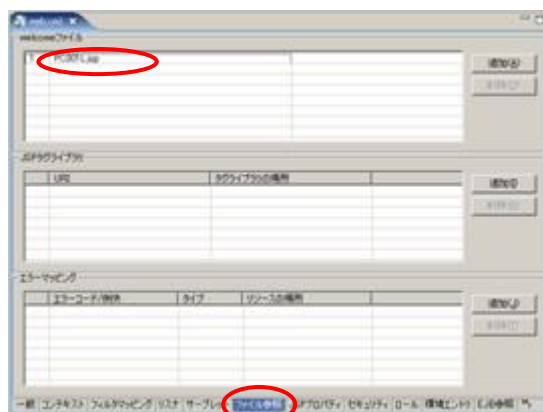 welcomeファイル
追加
JSPタグライブラリ
URI タグライブラリの場所
追加
エラーマッピング
エラーコード/例外 タイプ リソースの場所
追加
一般 コンテキスト フィルタマッピング リスナ サーブレット ファイル参照 JSPプロパティ セキュリティ ロール 環境エントリ EJB参照